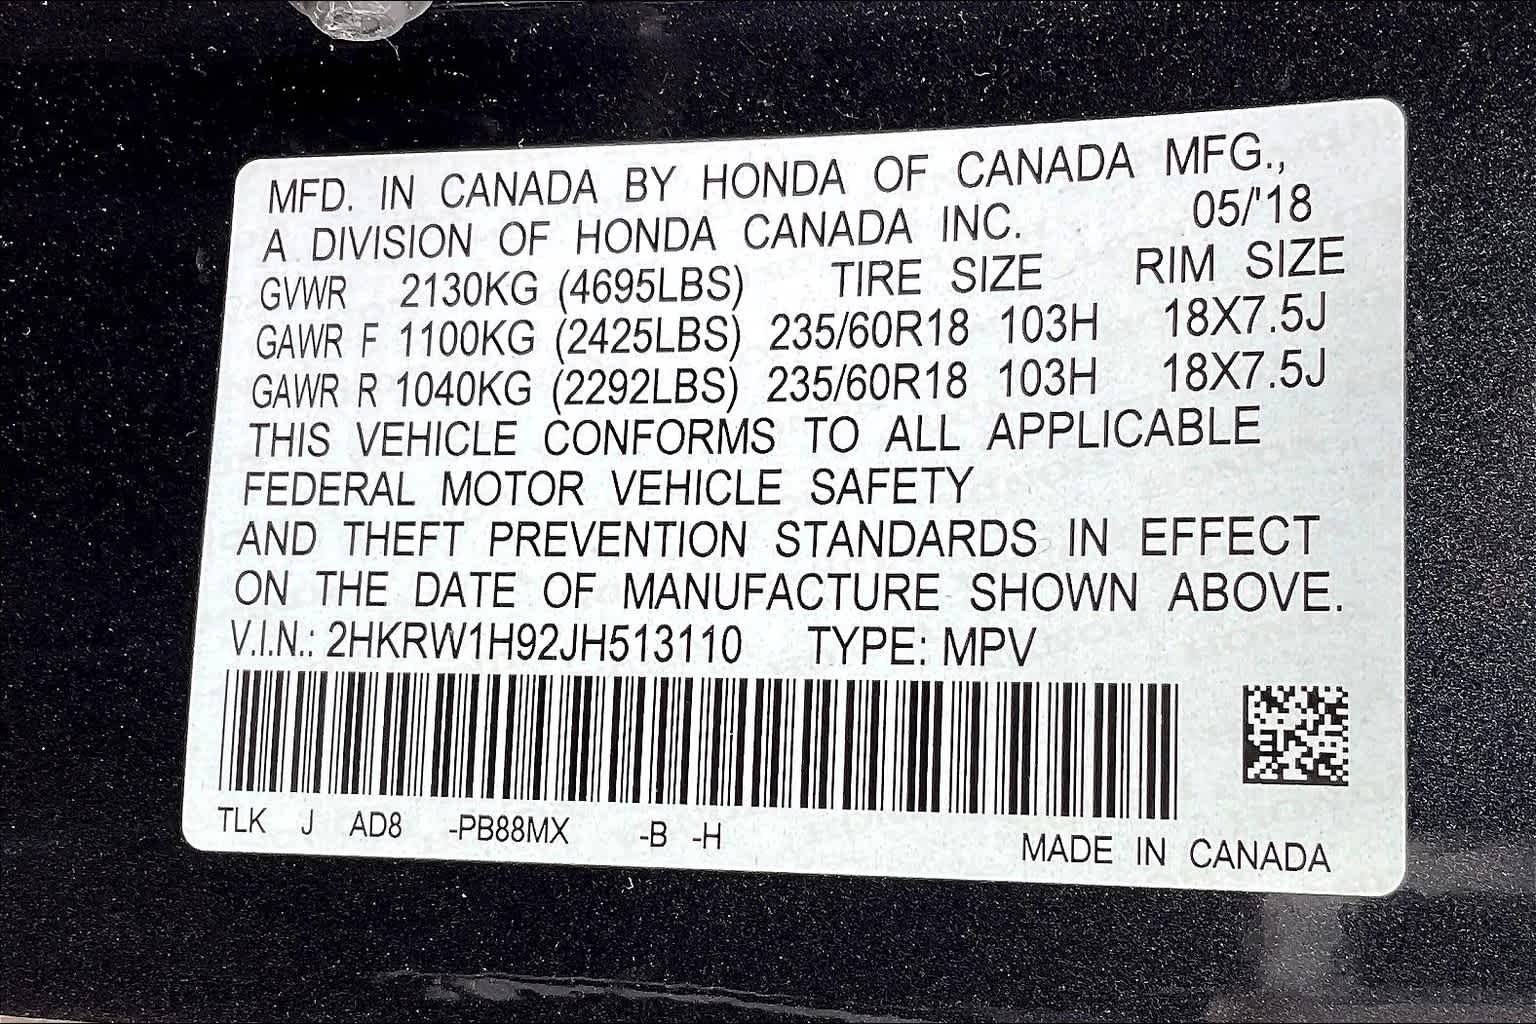 MFD. IN CANADA BY HONDA OF CANADA MFG.,
A DIVISION OF HONDA CANADA INC. 05/'18
GVWR 2130KG (4695LBS) TIRE SIZE RIM SIZE
GAWR F 1100KG (2425LBS) 235/60R18 103H 18X7.5J
GAWR R 1040KG (2292LBS) 235/60R18 103H 18X7.5J
THIS VEHICLE CONFORMS TO ALL APPLICABLE
FEDERAL MOTOR VEHICLE SAFETY
AND THEFT PREVENTION STANDARDS IN EFFECT
ON THE DATE OF MANUFACTURE SHOWN ABOVE.
V.I.N.: 2HKRW1H92JH513110 TYPE: MPV
TLK J AD8 -PB88MX -B -H
MADE IN CANADA